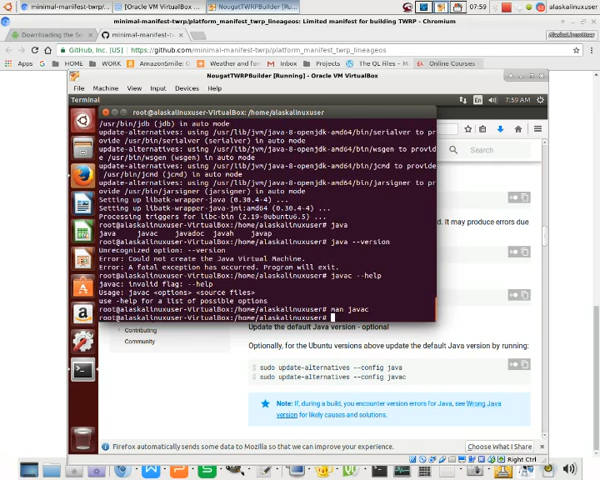 minimal-manifest-twrp/
[Oracle VM VirtualBox]
NougatTWRPBuilder [Run
07:59
alaskalinuxuser
minimal-manifest-twrp/platform_manifest_twrp_lineageos: Limited manifest for building TWRP - Chromium
Downloading the So
minimal-manifest-tw
GitHub, Inc. [US]
https://github.com/minimal-manifest-twrp/platform_manifest_twrp_lineageos
Apps
Weather
HOME
WORK
AmazonSmile:
Inbox
Projects
The QL Files - M
Online Courses
NougatTWRPBuilder [Running] - Oracle VM VirtualBox
File
Machine
View
Input
Devices
Help
Terminal
En
7:59 AM
alaskalinuxuser
root@alaskalinuxuser-VirtualBox: /home/alaskalinuxuser
/usr/bin/jdb (jdb) in auto mode
update-alternatives: using /usr/lib/jvm/java-8-openjdk-amd64/bin/serialver to pr
ovide /usr/bin/serialver (serialver) in auto mode
update-alternatives: using /usr/lib/jvm/java-8-openjdk-amd64/bin/wsgen to provid
e /usr/bin/wsgen (wsgen) in auto mode
update-alternatives: using /usr/lib/jvm/java-8-openjdk-amd64/bin/jcmd to provide
/usr/bin/jcmd (jcmd) in auto mode
update-alternatives: using /usr/lib/jvm/java-8-openjdk-amd64/bin/jarsigner to pr
ovide /usr/bin/jarsigner (jarsigner) in auto mode
Setting up libatk-wrapper-java (0.30.4-4) ...
Setting up libatk-wrapper-java-jni:amd64 (0.30.4-4) ...
Processing triggers for libc-bin (2.19-0ubuntu6.5) ...
root@alaskalinuxuser-VirtualBox:/home/alaskalinuxuser# java
java javac javadoc javah javap
root@alaskalinuxuser-VirtualBox:/home/alaskalinuxuser# java --version
Unrecognized option: --version
Error: Could not create the Java Virtual Machine.
Error: A fatal exception has occurred. Program will exit.
root@alaskalinuxuser-VirtualBox:/home/alaskalinuxuser# javac --help
javac: invalid flag: --help
Usage: javac <options> <source files>
use -help for a list of possible options
root@alaskalinuxuser-VirtualBox:/home/alaskalinuxuser# man javac
root@alaskalinuxuser-VirtualBox:/home/alaskalinuxuser#
Search
d. It may produce errors due
Contributing
Community
Update the default Java version - optional
Optionally, for the Ubuntu versions above update the default Java version by running:
$ sudo update-alternatives --config java
$ sudo update-alternatives --config javac
Note: If, during a build, you encounter version errors for Java, see Wrong Java
version for likely causes and solutions.
Firefox automatically sends some data to Mozilla so that we can improve your experience.
Choose What I Share
Right Ctrl